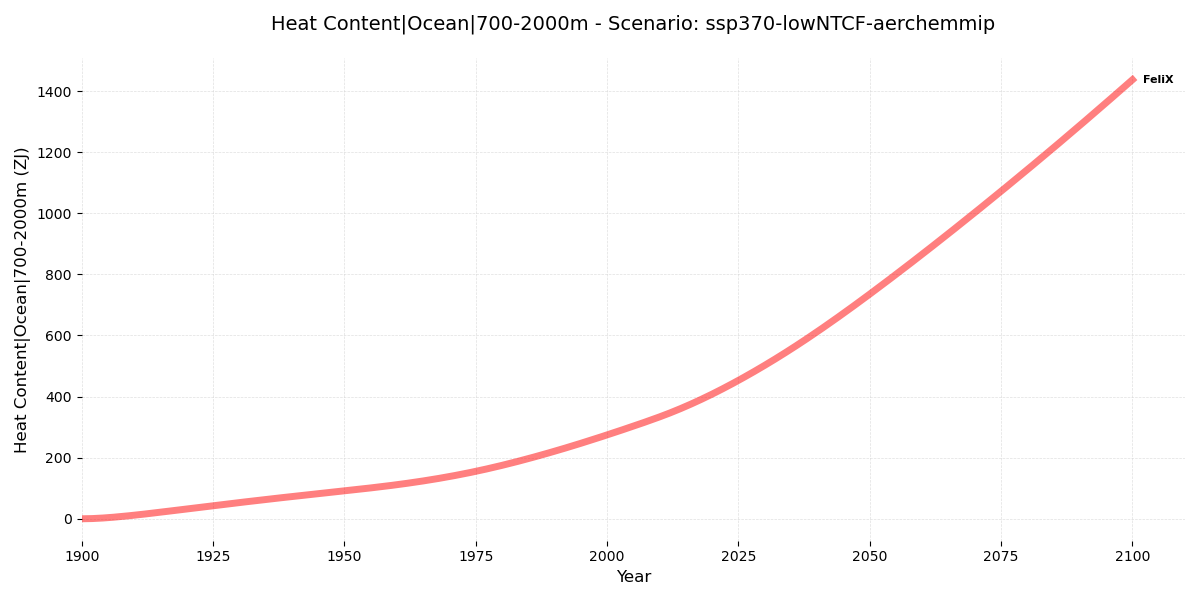 Heat Content|Ocean|700-2000m - Scenario: ssp370-lowNTCF-aerchemmip
Heat Content|Ocean|700-2000m (ZJ)
1400
1200
1000
800
600
400
200
0
FeliX
1900 1925 1950 1975 2000 2025 2050 2075 2100
Year